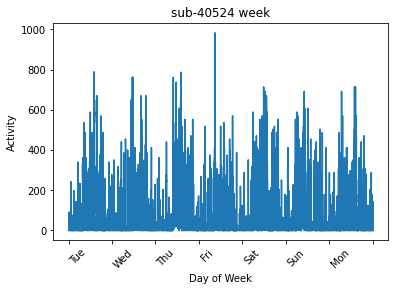 sub-40524 week
1000
800
600
400
200
0
Activity
Tue
Wed
Thu
Fri
Sat
Sun
Mon
Day of Week